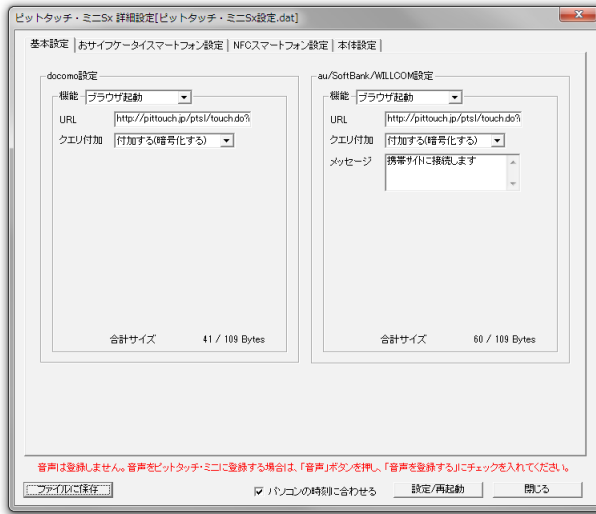 ピットタッチ・ミニSx 詳細設定[ピットタッチ・ミニSx設定.dat]
基本設定 おサイフケータイスマートフォン設定 NFCスマートフォン設定 本体設定
docomo設定
機能 ブラウザ起動
URL http://pittouch.jp/ptsl/touch.do?i
クエリ付加 付加する(暗号化する)
合計サイズ 41 / 109 Bytes
au/SoftBank/WILLCOM設定
機能 ブラウザ起動
URL http://pittouch.jp/ptsl/touch.do?i
クエリ付加 付加する(暗号化する)
メッセージ 携帯サイトに接続します
合計サイズ 60 / 109 Bytes
音声は登録しません。音声をピットタッチ・ミニに登録する場合は、「音声」ボタンを押し、「音声を登録する」にチェックを入れてください。
ファイルに保存 パソコンの時刻に合わせる 設定/再起動 閉じる